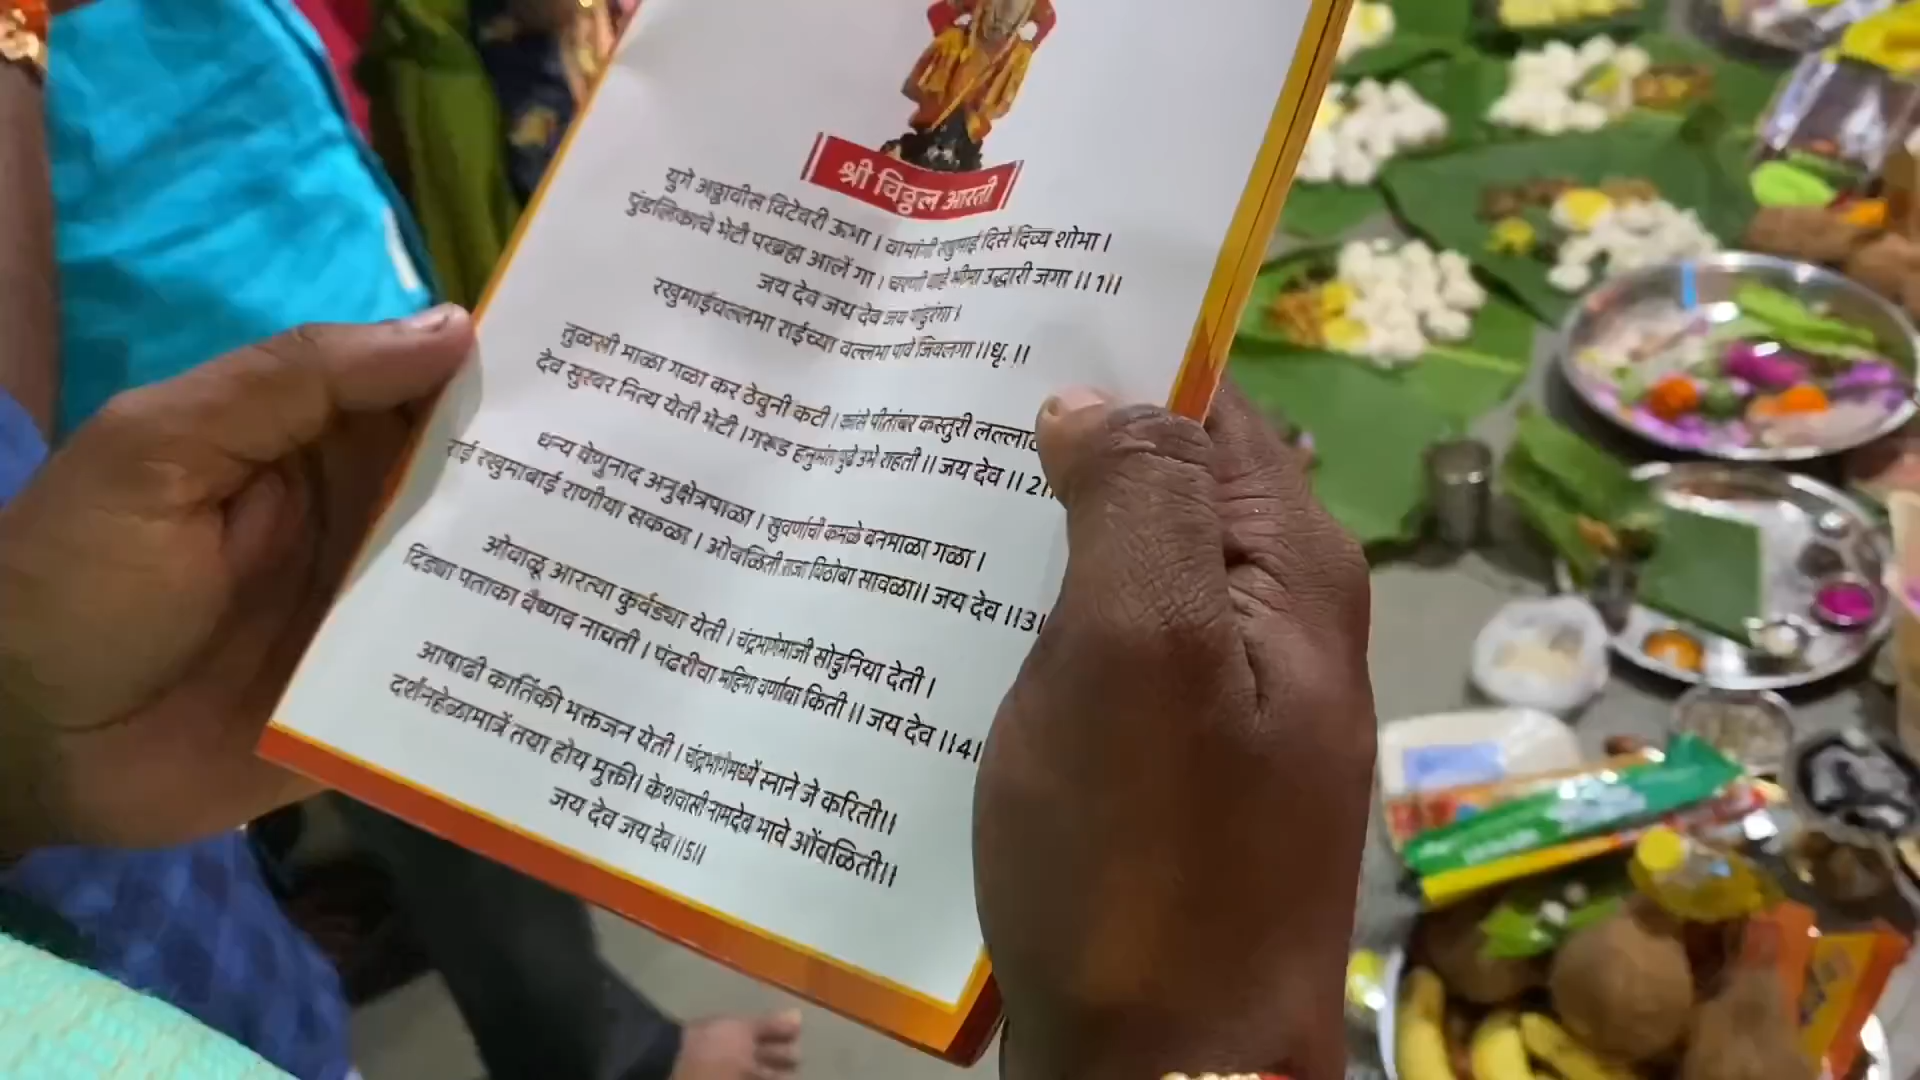 श्री विठ्ठल आरती
युगे अठ्ठावीस विटेवरी ऊभा । वामांगी रखुमाई दिसे दिव्य शोभा ।
पुंडलिकाचे भेटी परब्रह्म आलें गा । चरणी वाहे भीमा उद्धारी जगा ।। 1।।
जय देव जय देव जय पांडुरंगा ।
रखुमाईवल्लभा राईच्या वल्लभा पावे जिवलगा ।।धृ. ।।
तुळसी माळा गळा कर ठेवुनी कटी । कांसे पीतांबर कस्तुरी लल्लाट
देव सुरवर नित्य येती भेटी । गरूड हनुमंत पुढे उभे राहती ।। जय देव ।। 2।।
धन्य वेणुनाद अनुक्षेत्रपाळा । सुवर्णाची कमळे वनमाळा गळा ।
राई रखुमाबाई राणीया सकळा । ओवळिती राजा विठोबा सावळा।। जय देव ।।3।
ओवाळू आरत्या कुर्वंड्या येती । चंद्रभागेमाजी सोडुनिया देती ।
दिंड्या पताका वैष्णव नाचती । पंढरीचा महिमा वर्णावा किती ।। जय देव ।।4।
आषाढी कार्तिकी भक्तजन येती । चंद्रभागेमध्यें स्नाने जे करिती।।
दर्शनहेळामात्रें तया होय मुक्ती। केशवासी नामदेव भावे ओंवळिती।।
जय देव जय देव ।।5।।